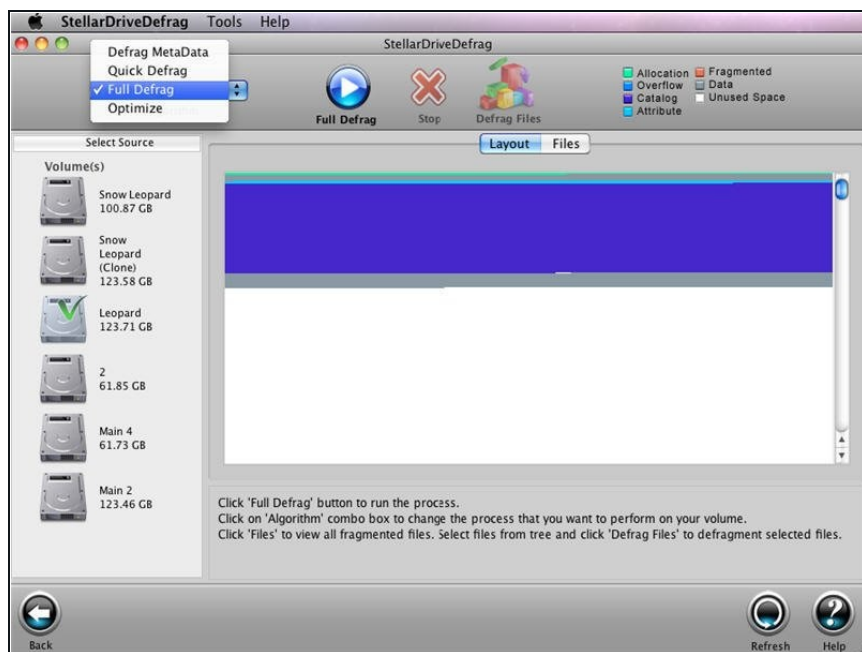 StellarDriveDefrag Tools Help
StellarDriveDefrag
Defrag MetaData
Quick Defrag
✓ Full Defrag
Optimize
Full Defrag
Stop
Defrag Files
Allocation
Overflow
Catalog
Attribute
Fragmented
Data
Unused Space
Select Source
Layout Files
Volume(s)
Snow Leopard
100.87 GB
Snow
Leopard
(Clone)
123.58 GB
Leopard
123.71 GB
2
61.85 GB
Main 4
61.73 GB
Main 2
123.46 GB
Click 'Full Defrag' button to run the process.
Click on 'Algorithm' combo box to change the process that you want to perform on your volume.
Click 'Files' to view all fragmented files. Select files from tree and click 'Defrag Files' to defragment selected files.
Back
Refresh
Help